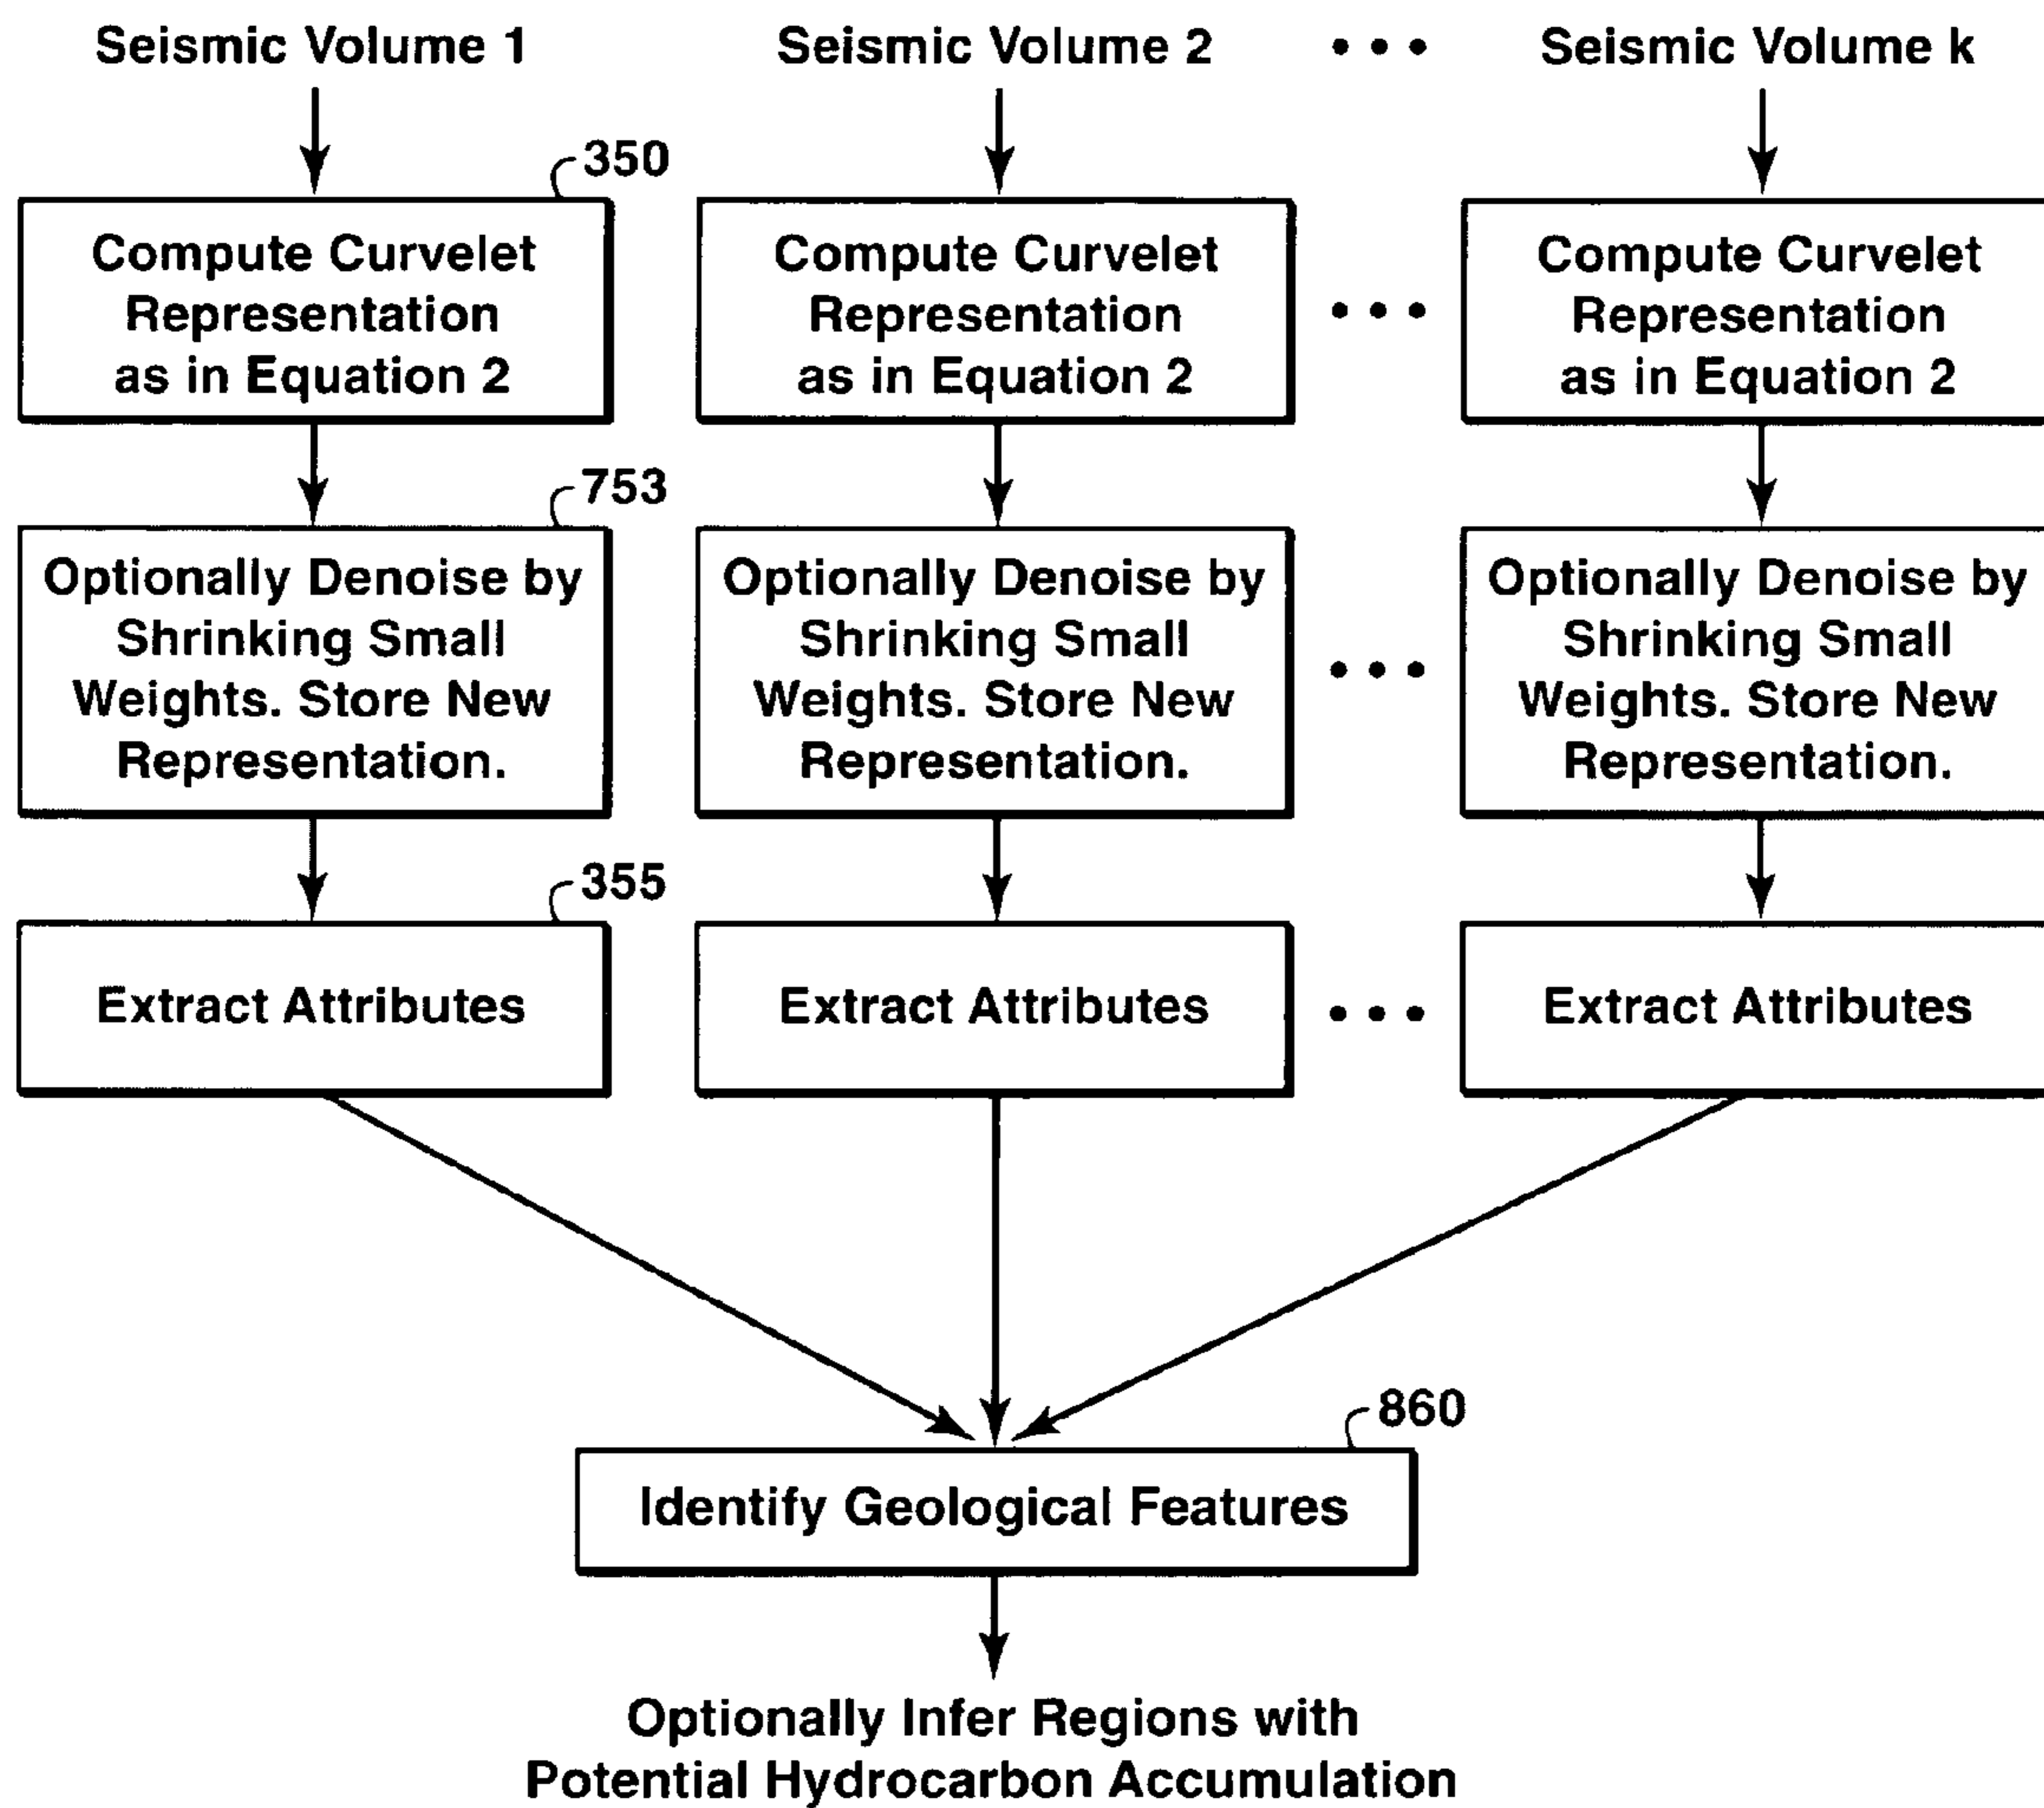 Seismic Volume 1
Seismic Volume 2
• • •
Seismic Volume k
350
Compute Curvelet
Representation
as in Equation 2
Compute Curvelet
Representation
as in Equation 2
• • •
Compute Curvelet
Representation
as in Equation 2
753
Optionally Denoise by
Shrinking Small
Weights. Store New
Representation.
Optionally Denoise by
Shrinking Small
Weights. Store New
Representation.
• • •
Optionally Denoise by
Shrinking Small
Weights. Store New
Representation.
355
Extract Attributes
Extract Attributes
• • •
Extract Attributes
860
Identify Geological Features
Optionally Infer Regions with
Potential Hydrocarbon Accumulation